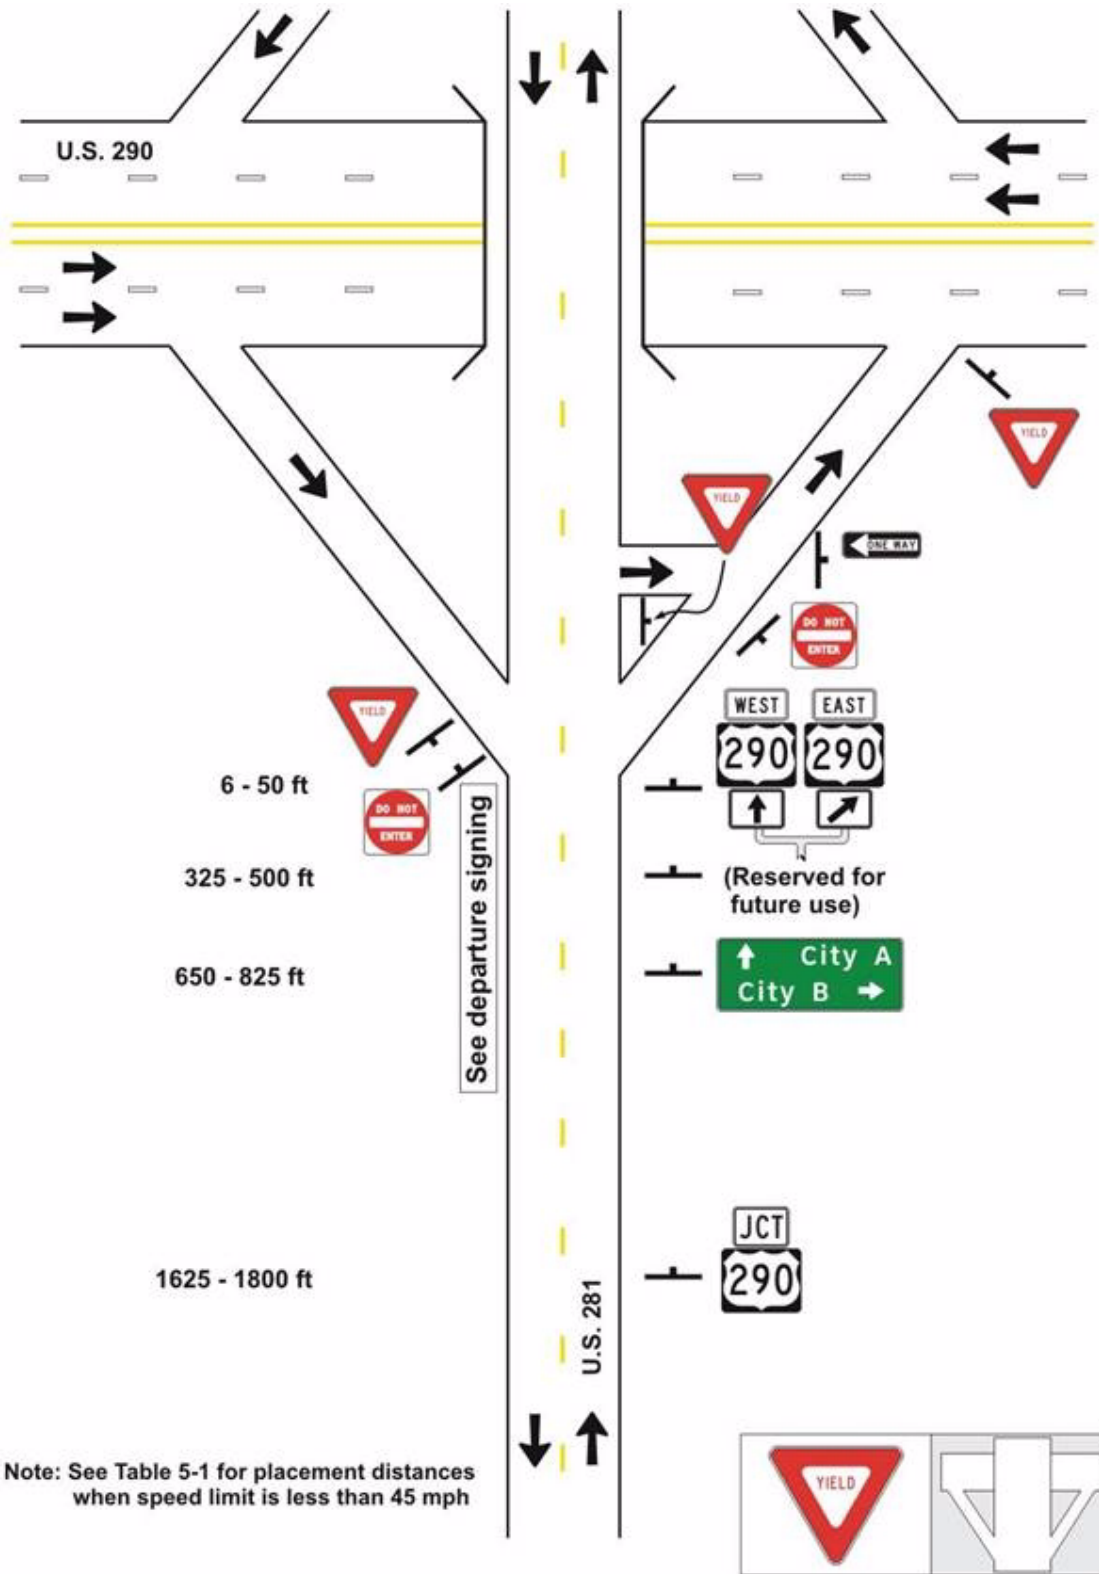 U.S. 290
YIELD
YIELD
ONE WAY
DO NOT
ENTER
YIELD
WEST
EAST
290
290
6 - 50 ft
DO NOT
ENTER
See departure signing
325 - 500 ft
(Reserved for
future use)
650 - 825 ft
City A
City B
JCT
290
1625 - 1800 ft
U.S. 281
Note: See Table 5-1 for placement distances
when speed limit is less than 45 mph
YIELD